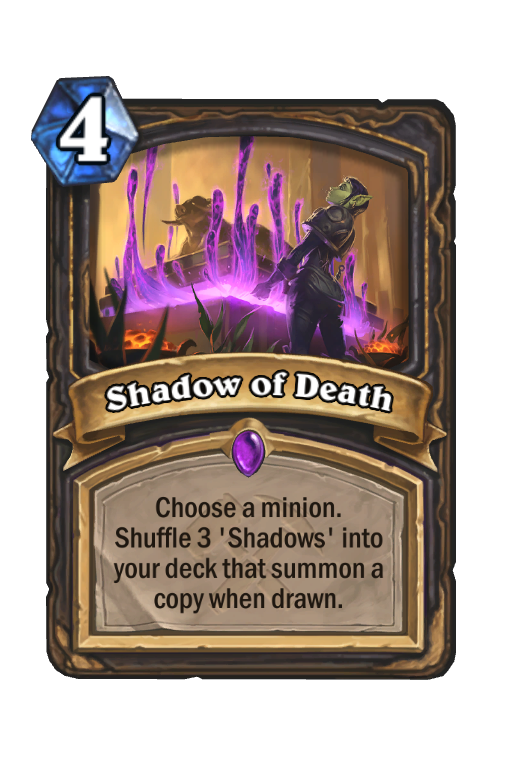 4
Shadow of Death
Choose a minion.
Shuffle 3 'Shadows' into
your deck that summon a
copy when drawn.